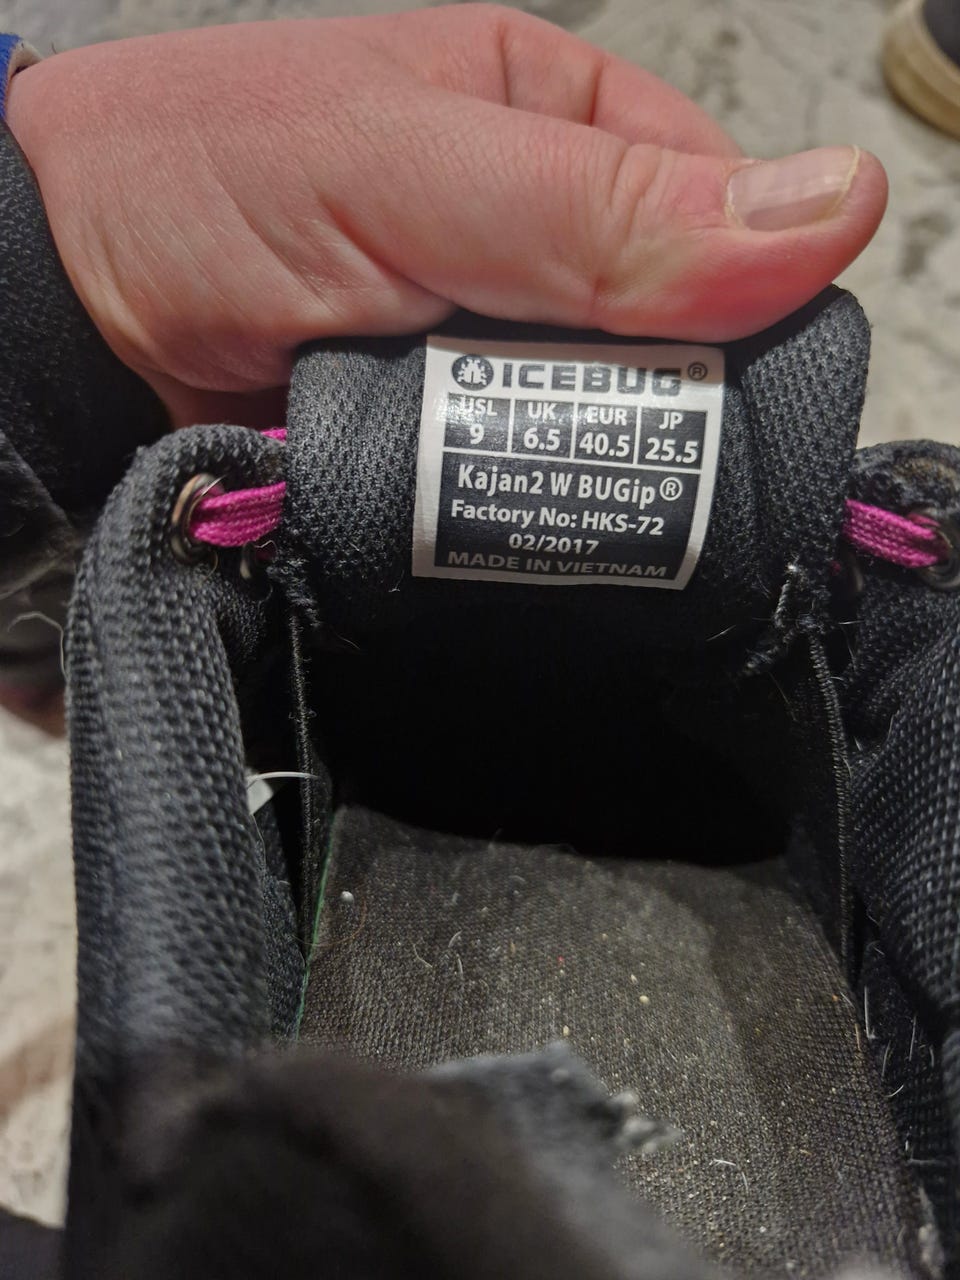 ICEBUG®
USL UK EUR JP
9 6.5 40.5 25.5
Kajan2 W BUGip®
Factory No: HKS-72
02/2017
MADE IN VIETNAM